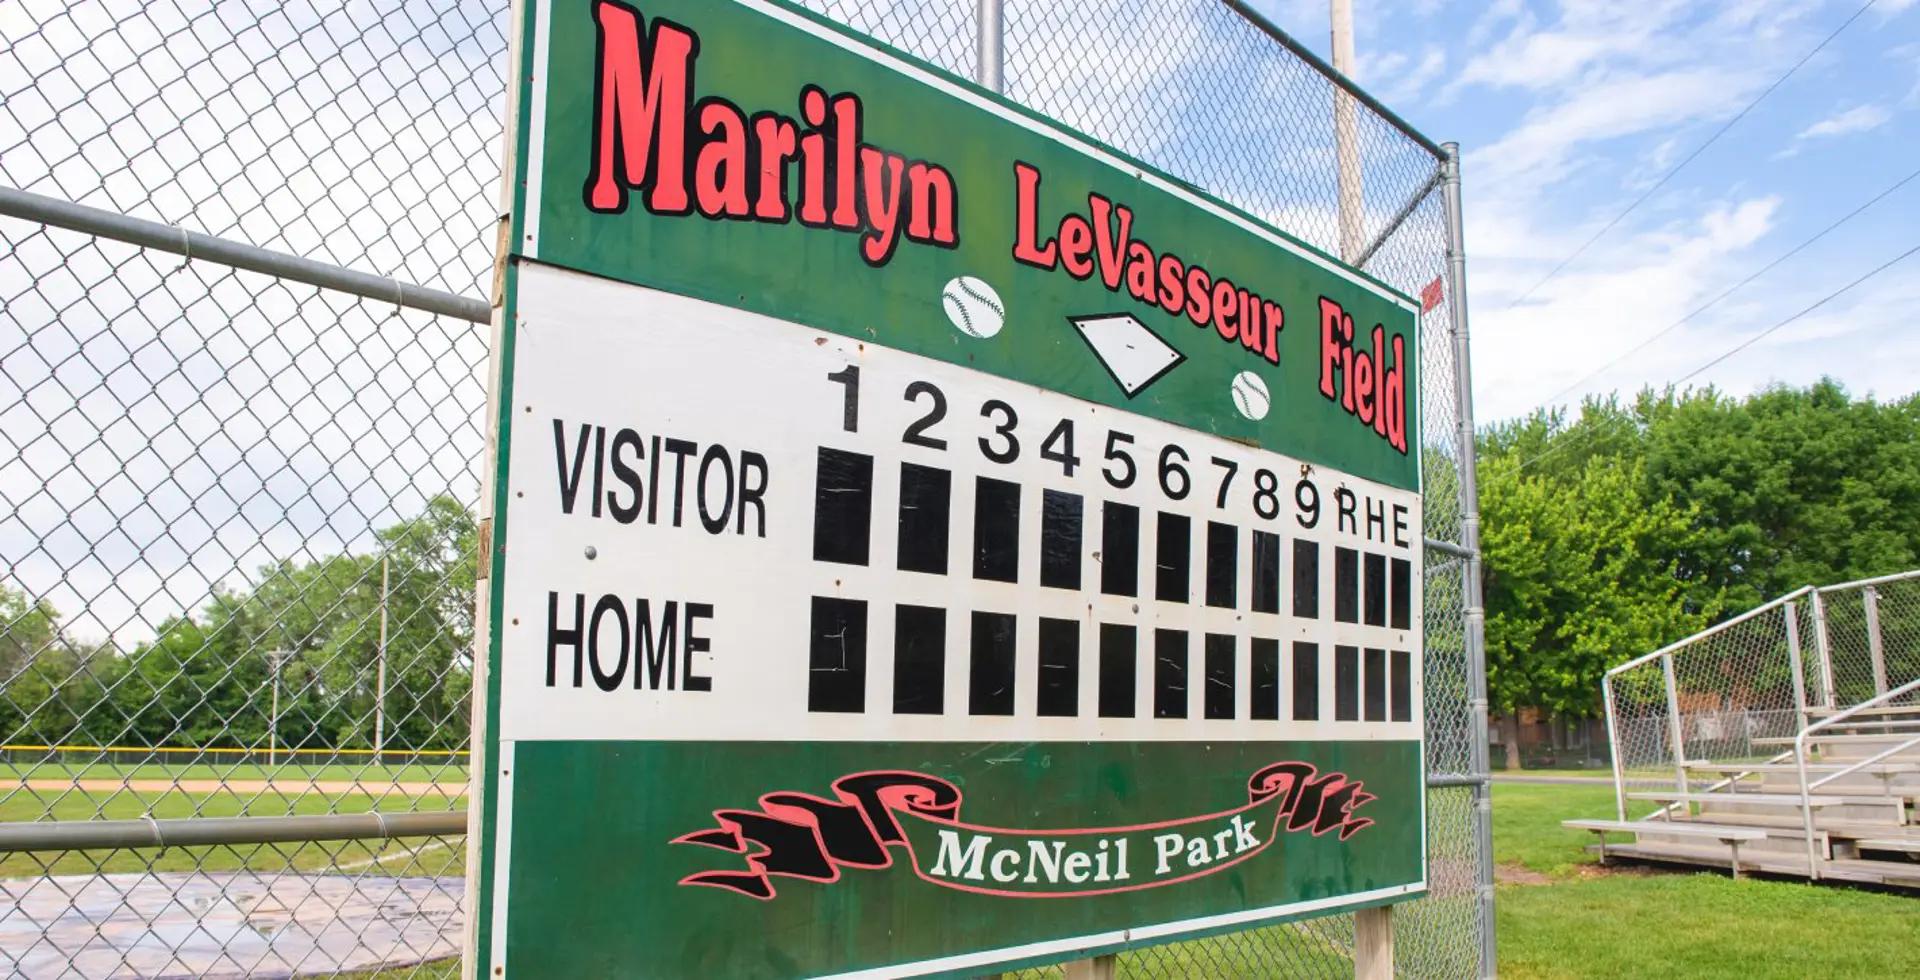 Marilyn LeVasseur Field
1 2 3 4 5 6 7 8 9 R H E
VISITOR
HOME
McNeil Park